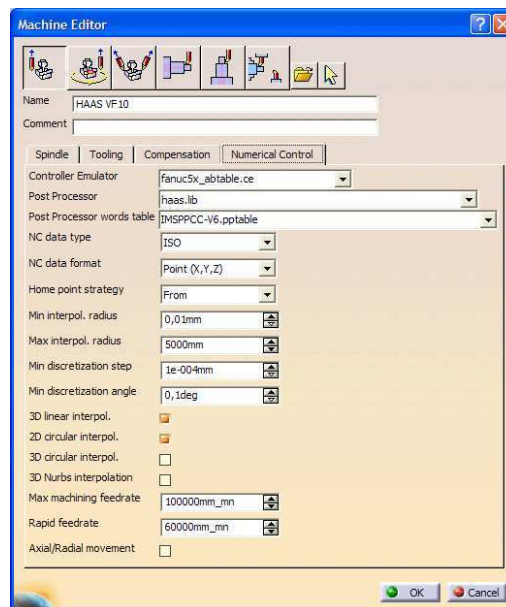 Machine Editor
Name HAAS VF10
Comment
Spindle Tooling Compensation Numerical Control
Controller Emulator fanuc5x_abtable.ce
Post Processor haas.lib
Post Processor words table IMSPPCC-V6.pptable
NC data type ISO
NC data format Point (X,Y,Z)
Home point strategy From
Min interpol. radius 0,01mm
Max interpol. radius 5000mm
Min discretization step 1e-004mm
Min discretization angle 0,1deg
3D linear interpol.
2D circular interpol.
3D circular interpol.
3D Nurbs interpolation
Max machining feedrate 100000mm_mn
Rapid feedrate 60000mm_mn
Axial/Radial movement
OK Cancel